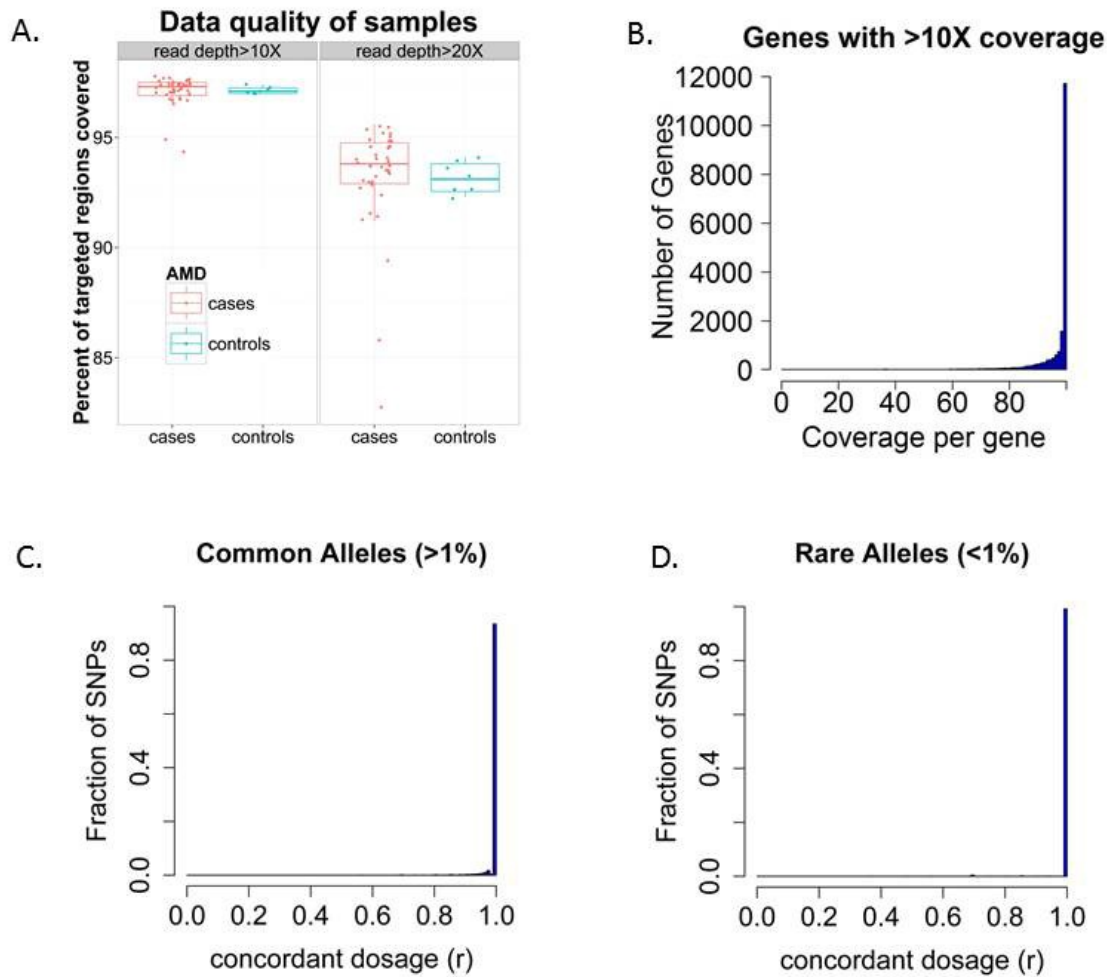 A.
Data quality of samples
read depth>10X
read depth>20X
Percent of targeted regions covered
95
90
85
AMD
cases
controls
cases
controls
cases
controls
B.
Genes with >10X coverage
Number of Genes
12000
10000
8000
6000
4000
2000
0
0
20
40
60
80
Coverage per gene
C.
Common Alleles (>1%)
Fraction of SNPs
0.8
0.4
0.0
0.0
0.2
0.4
0.6
0.8
1.0
concordant dosage (r)
D.
Rare Alleles (<1%)
Fraction of SNPs
0.8
0.4
0.0
0.0
0.2
0.4
0.6
0.8
1.0
concordant dosage (r)